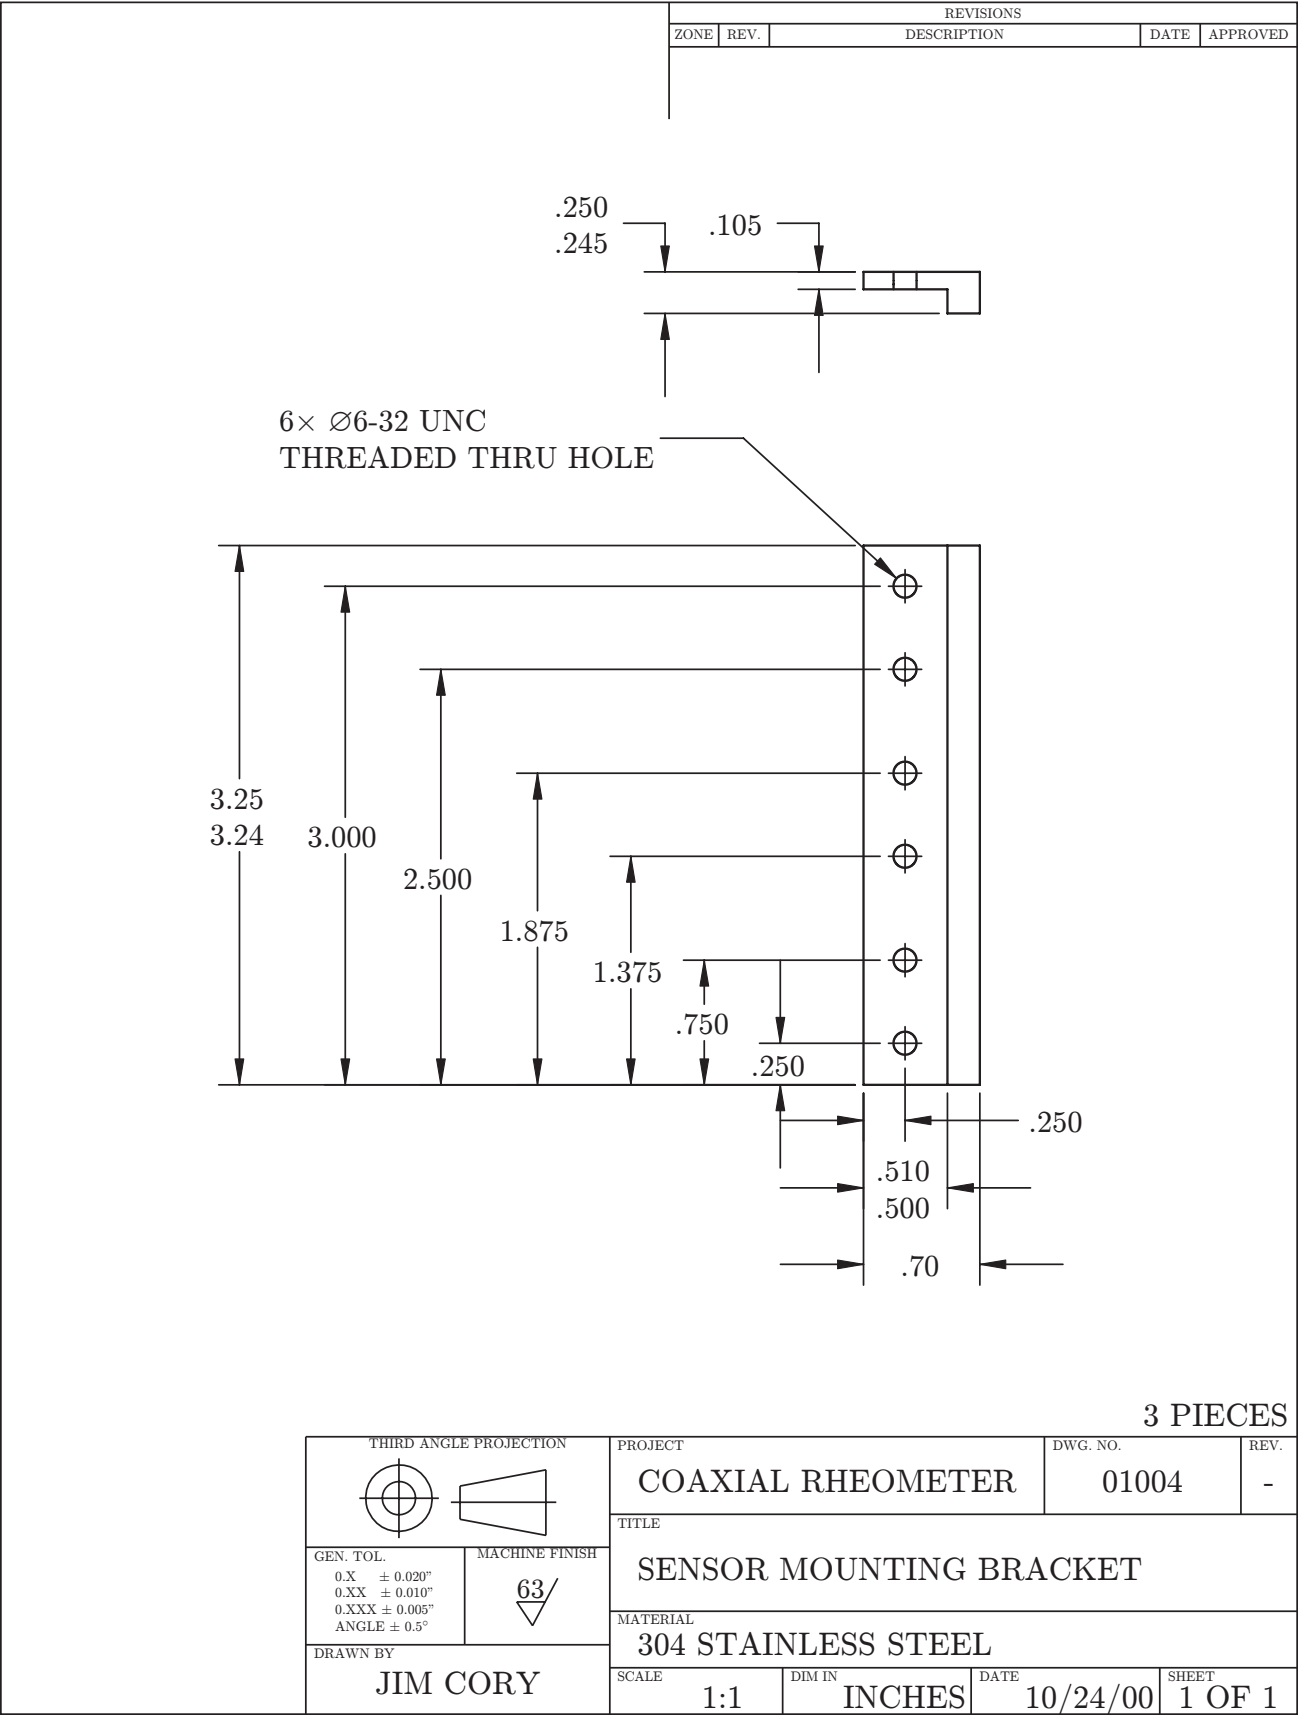 REVISIONS
ZONE REV. DESCRIPTION DATE APPROVED
.250
.245
.105
6× ∅6-32 UNC
THREADED THRU HOLE
3.25
3.24
3.000
2.500
1.875
1.375
.750
.250
.250
.510
.500
.70
3 PIECES
THIRD ANGLE PROJECTION
GEN. TOL.
0.X ± 0.020"
0.XX ± 0.010"
0.XXX ± 0.005"
ANGLE ± 0.5°
MACHINE FINISH
63
DRAWN BY
JIM CORY
PROJECT
COAXIAL RHEOMETER
DWG. NO.
01004
REV.
-
TITLE
SENSOR MOUNTING BRACKET
MATERIAL
304 STAINLESS STEEL
SCALE
1:1
DIM IN
INCHES
DATE
10/24/00
SHEET
1 OF 1